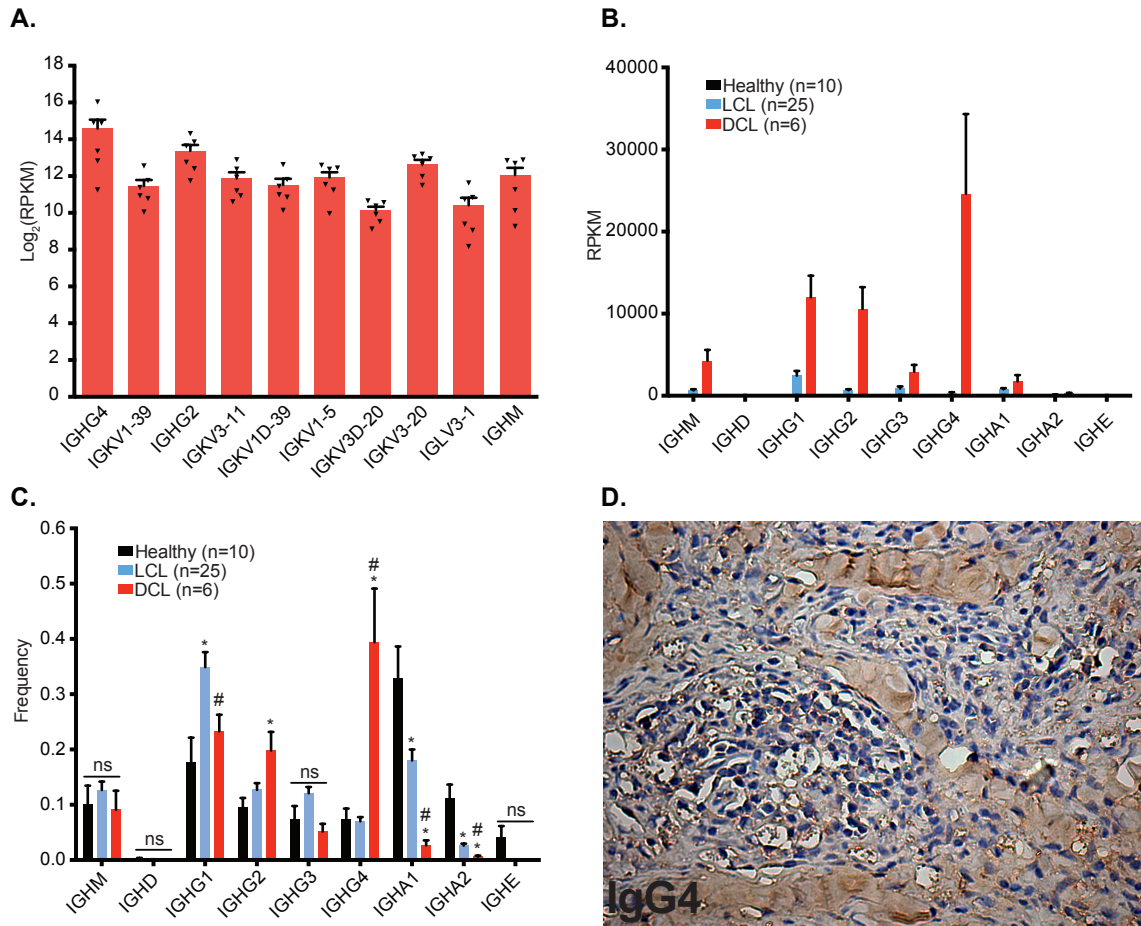 A.
18
16
14
12
10
8
6
4
2
0
Log2(RPKM)
IGHG4
IGKV1-39
IGHG2
IGKV3-11
IGKV1D-39
IGKV1-5
IGKV3D-20
IGKV3-20
IGLV3-1
IGHM
B.
40000
30000
20000
10000
0
RPKM
Healthy (n=10)
LCL (n=25)
DCL (n=6)
IGHM
IGHD
IGHG1
IGHG2
IGHG3
IGHG4
IGHA1
IGHA2
IGHE
C.
0.6
0.5
0.4
0.3
0.2
0.1
0.0
Frequency
Healthy (n=10)
LCL (n=25)
DCL (n=6)
ns
ns
*
#
*
ns
#
*
*
#
*
*
#
*
ns
IGHM
IGHD
IGHG1
IGHG2
IGHG3
IGHG4
IGHA1
IGHA2
IGHE
D.
IgG4